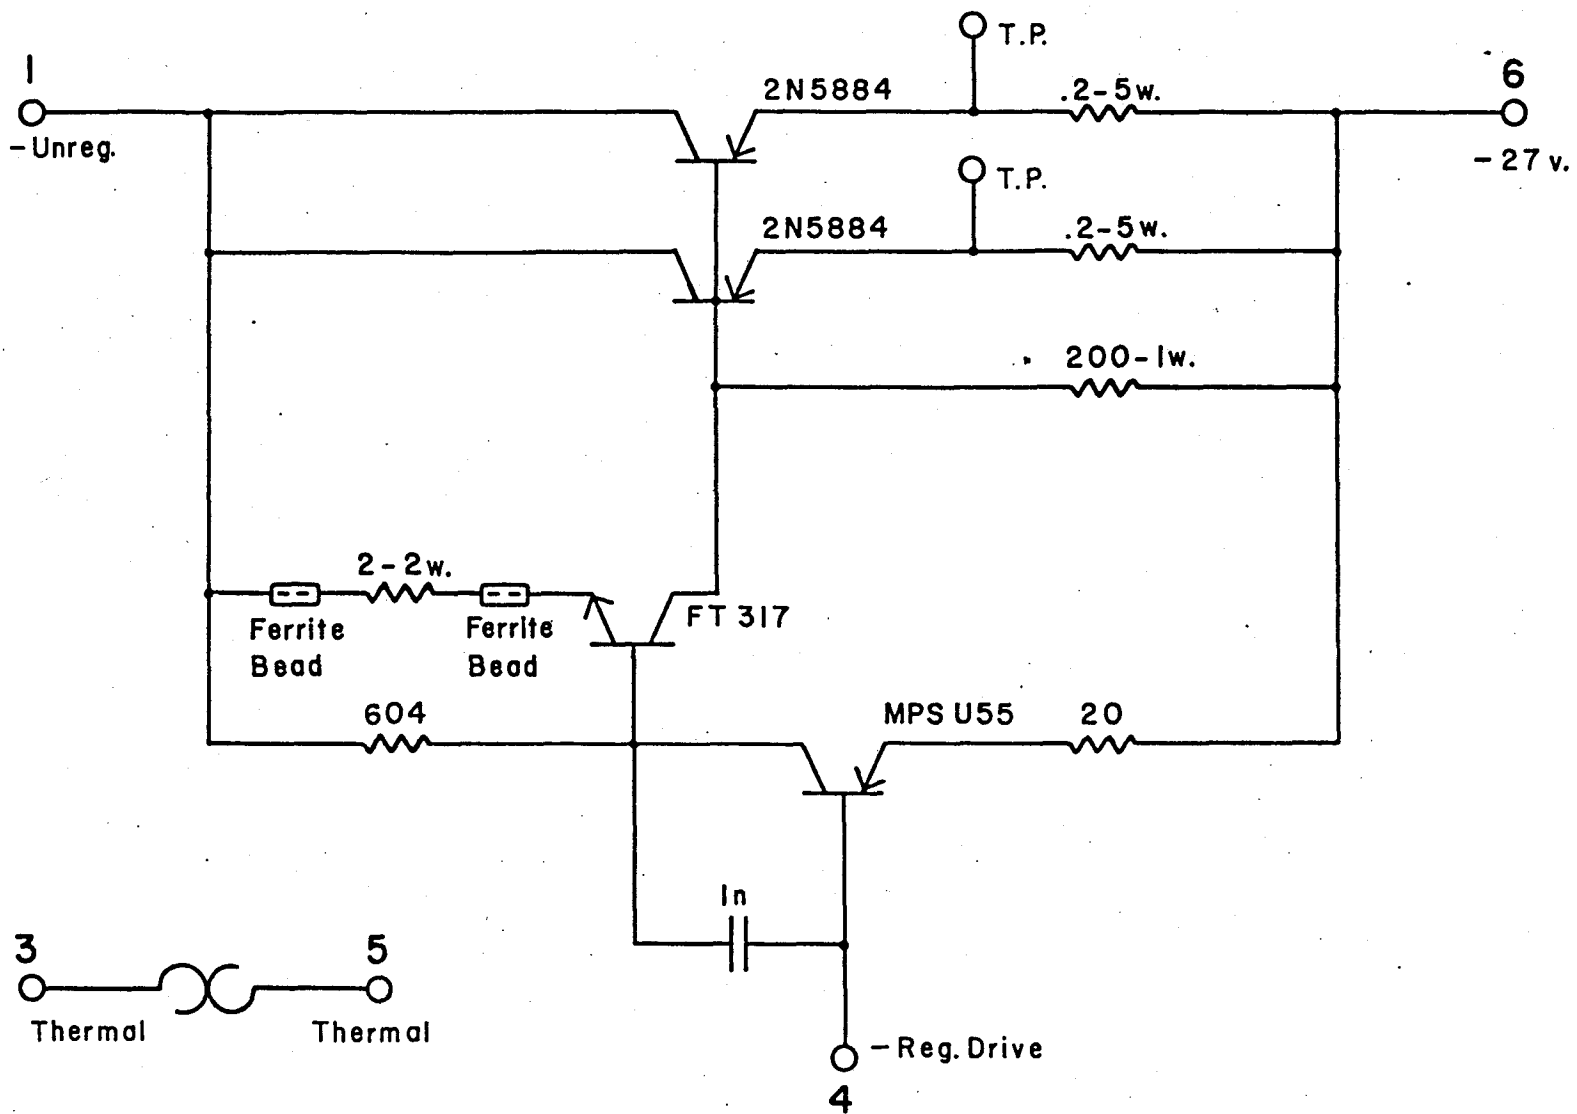 T.P.
1
2N5884
.2-5w.
6
-Unreg.
-27 v.
T.P.
2N5884
.2-5w.
200-1w.
2-2w.
FT 317
Ferrite
Bead
Ferrite
Bead
604
MPS U55
20
1n
3
5
Thermal
Thermal
-Reg. Drive
4